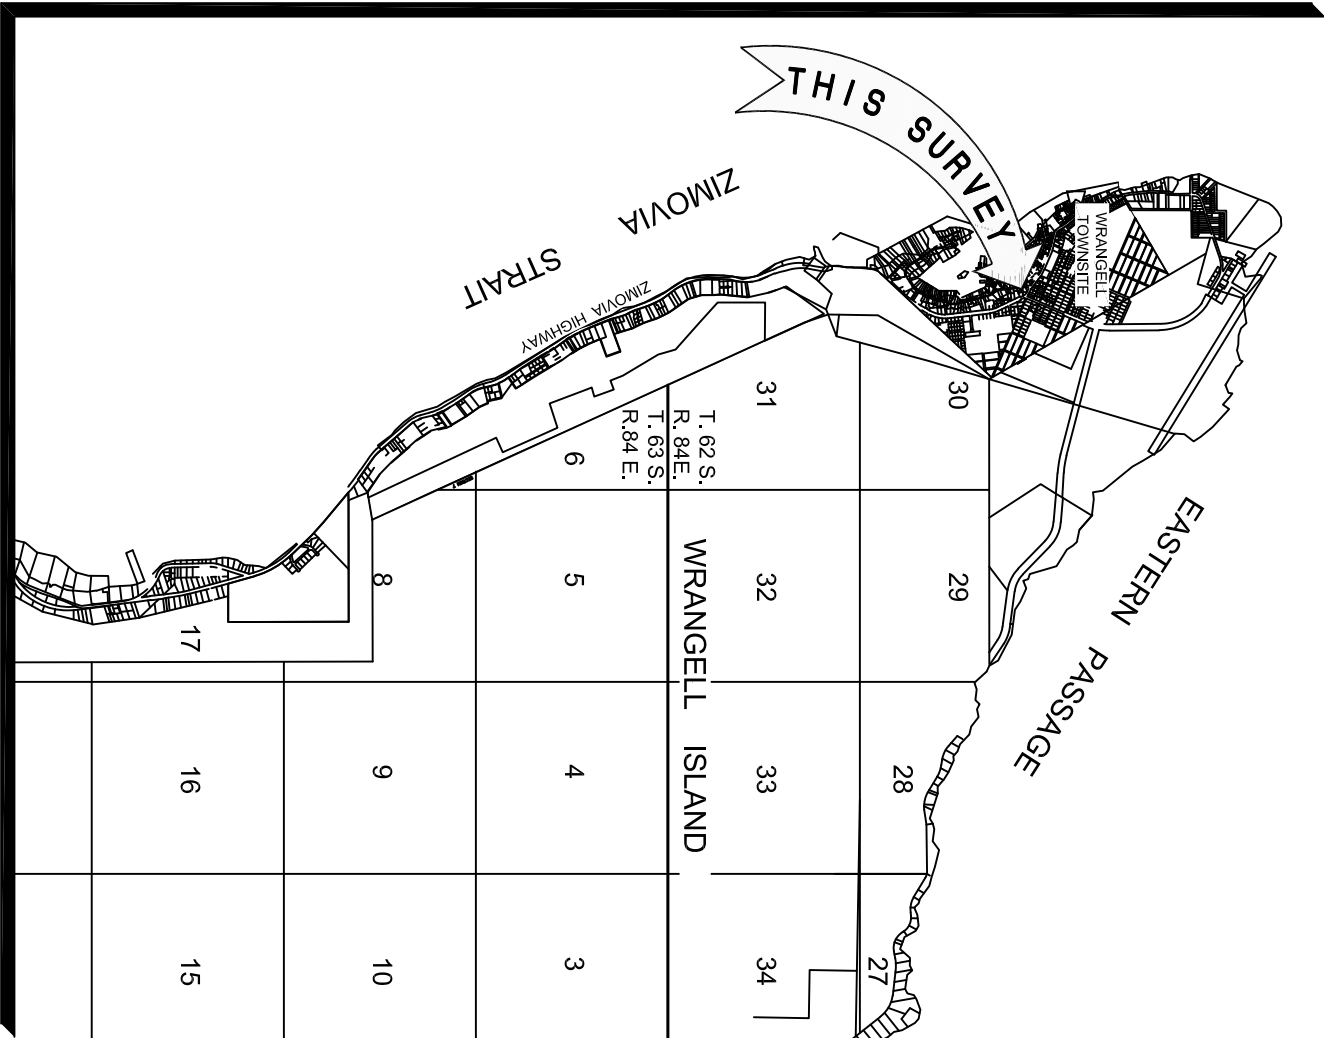 THIS SURVEY
ZIMOVIA
STRAIT
ZIMOVIA HIGHWAY
WRANGELL
TOWNSITE
EASTERN PASSAGE
WRANGELL ISLAND
T. 62 S.
R. 84E.
T. 63 S.
R.84 E.
30
29
28
27
31
32
33
34
6
5
4
3
8
9
10
17
16
15